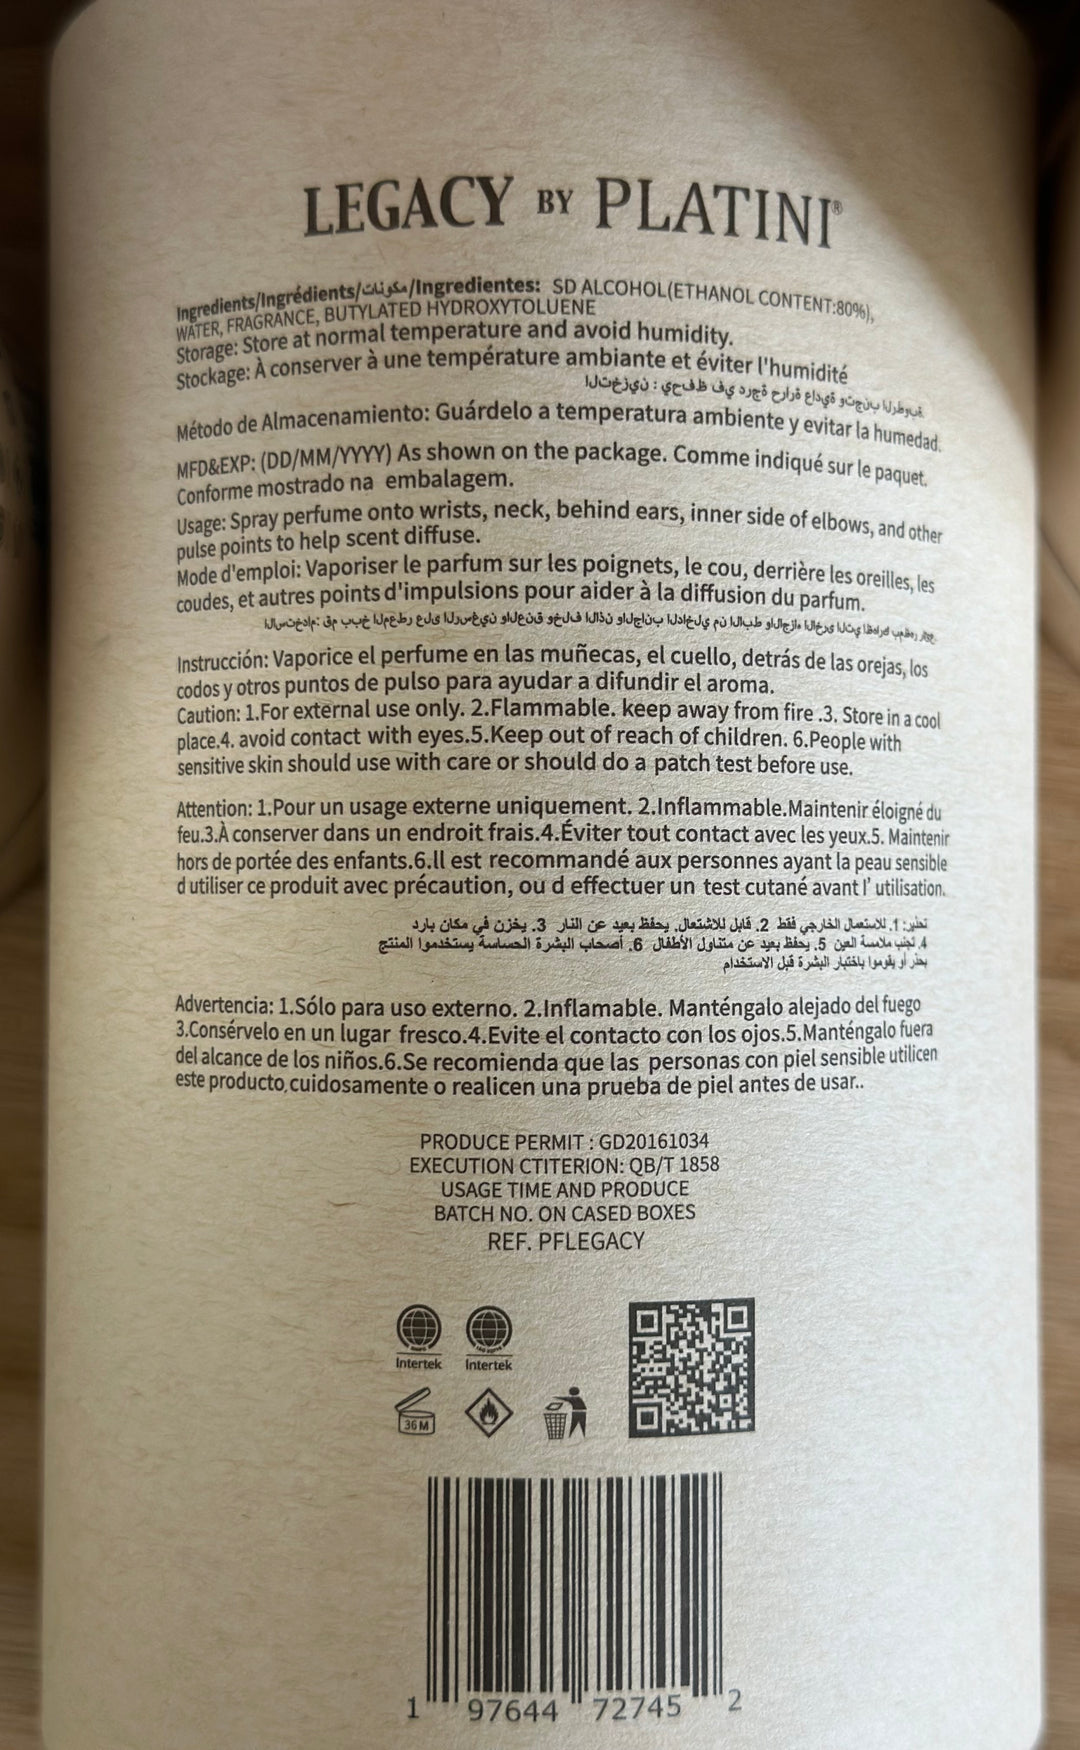 LEGACY BY PLATINI®
Ingredients/Ingrédients/مكونات/Ingredientes: SD ALCOHOL(ETHANOL CONTENT:80%),
WATER, FRAGRANCE, BUTYLATED HYDROXYTOLUENE
Storage: Store at normal temperature and avoid humidity.
Stockage: À conserver à une température ambiante et éviter l'humidité
Método de Almacenamiento: Guárdelo a temperatura ambiente y evitar la humedad.
MFD&EXP: (DD/MM/YYYY) As shown on the package. Comme indiqué sur le paquet.
Conforme mostrado na embalagem.
Usage: Spray perfume onto wrists, neck, behind ears, inner side of elbows, and other
pulse points to help scent diffuse.
Mode d'emploi: Vaporiser le parfum sur les poignets, le cou, derrière les oreilles, les
coudes, et autres points d'impulsions pour aider à la diffusion du parfum.
Instrucción: Vaporice el perfume en las muñecas, el cuello, detrás de las orejas, los
codos y otros puntos de pulso para ayudar a difundir el aroma.
Caution: 1.For external use only. 2.Flammable. keep away from fire .3. Store in a cool
place.4. avoid contact with eyes.5.Keep out of reach of children. 6.People with
sensitive skin should use with care or should do a patch test before use.
Attention: 1.Pour un usage externe uniquement. 2.Inflammable.Maintenir éloigné du
feu.3.À conserver dans un endroit frais.4.Éviter tout contact avec les yeux.5. Maintenir
hors de portée des enfants.6.ll est recommandé aux personnes ayant la peau sensible
d utiliser ce produit avec précaution, ou d effectuer un test cutané avant l' utilisation.
تحذير: 1. للاستعمال الخارجي فقط 2. قابل للاشتعال. يحفظ بعيد عن النار 3. يخزن في مكان بارد
4. تجنب ملامسة العين 5. يحفظ بعيد عن متناول الأطفال 6. أصحاب البشرة الحساسة يستخدموا المنتج
بحذر أو يقوموا باختبار البشرة قبل الاستخدام
Advertencia: 1.Sólo para uso externo. 2.Inflamable. Manténgalo alejado del fuego
3.Consérvelo en un lugar fresco.4.Evite el contacto con los ojos.5.Manténgalo fuera
del alcance de los niños.6.Se recomienda que las personas con piel sensible utilicen
este producto,cuidosamente o realicen una prueba de piel antes de usar..
PRODUCE PERMIT : GD20161034
EXECUTION CTITERION: QB/T 1858
USAGE TIME AND PRODUCE
BATCH NO. ON CASED BOXES
REF. PFLEGACY
Intertek Intertek
36 M
1 97644 72745 2